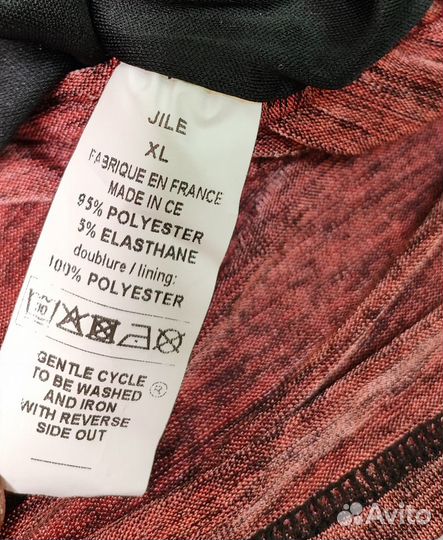 JILE
XL
FABRIQUE EN FRANCE
MADE IN CE
95% POLYESTER
5% ELASTHANE
doublure / lining:
100% POLYESTER
30
GENTLE CYCLE
TO BE WASHED ®
AND IRON
WITH REVERSE
SIDE OUT
Avito